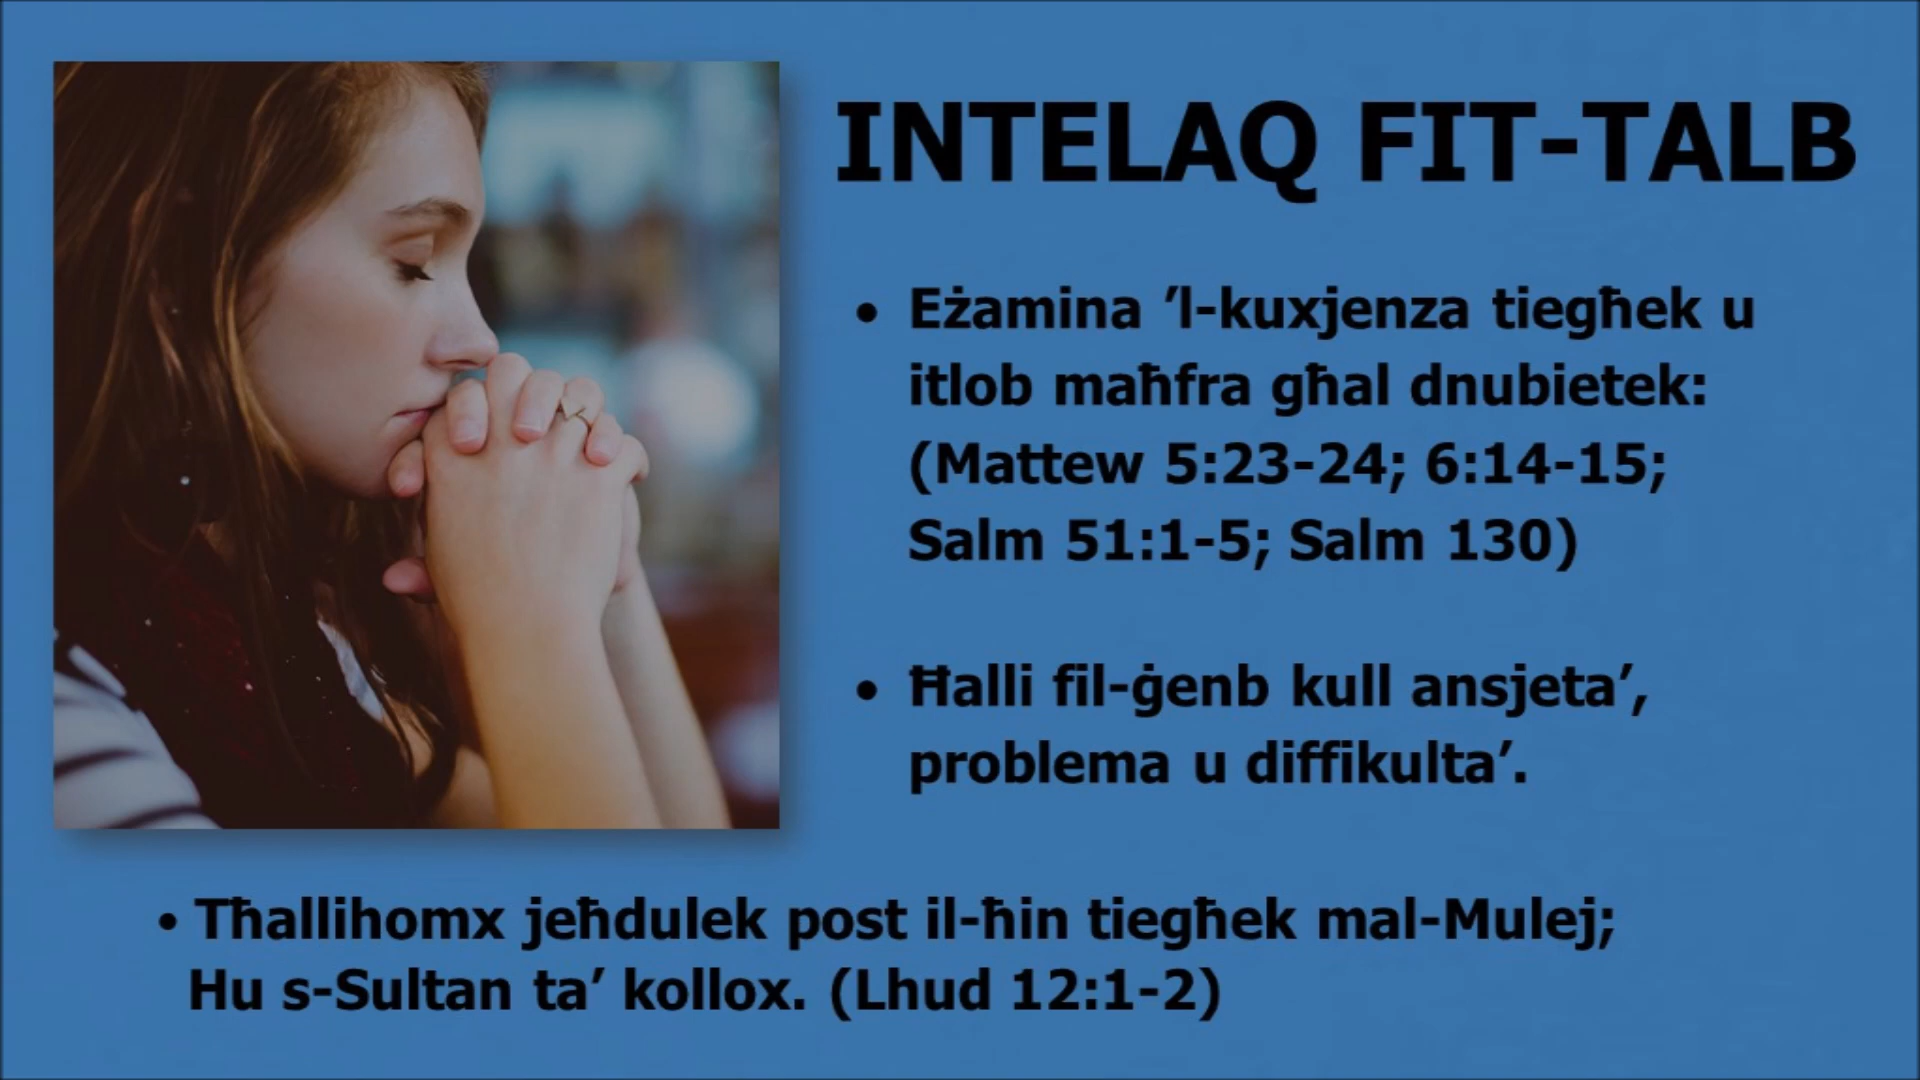 INTELAQ FIT-TALB
• Eżamina ’l-kuxjenza tiegħek u
itlob maħfra għal dnubietek:
(Mattew 5:23-24; 6:14-15;
Salm 51:1-5; Salm 130)
• Ħalli fil-ġenb kull ansjeta’,
problema u diffikulta’.
• Tħallihomx jeħdulek post il-ħin tiegħek mal-Mulej;
Hu s-Sultan ta’ kollox. (Lhud 12:1-2)